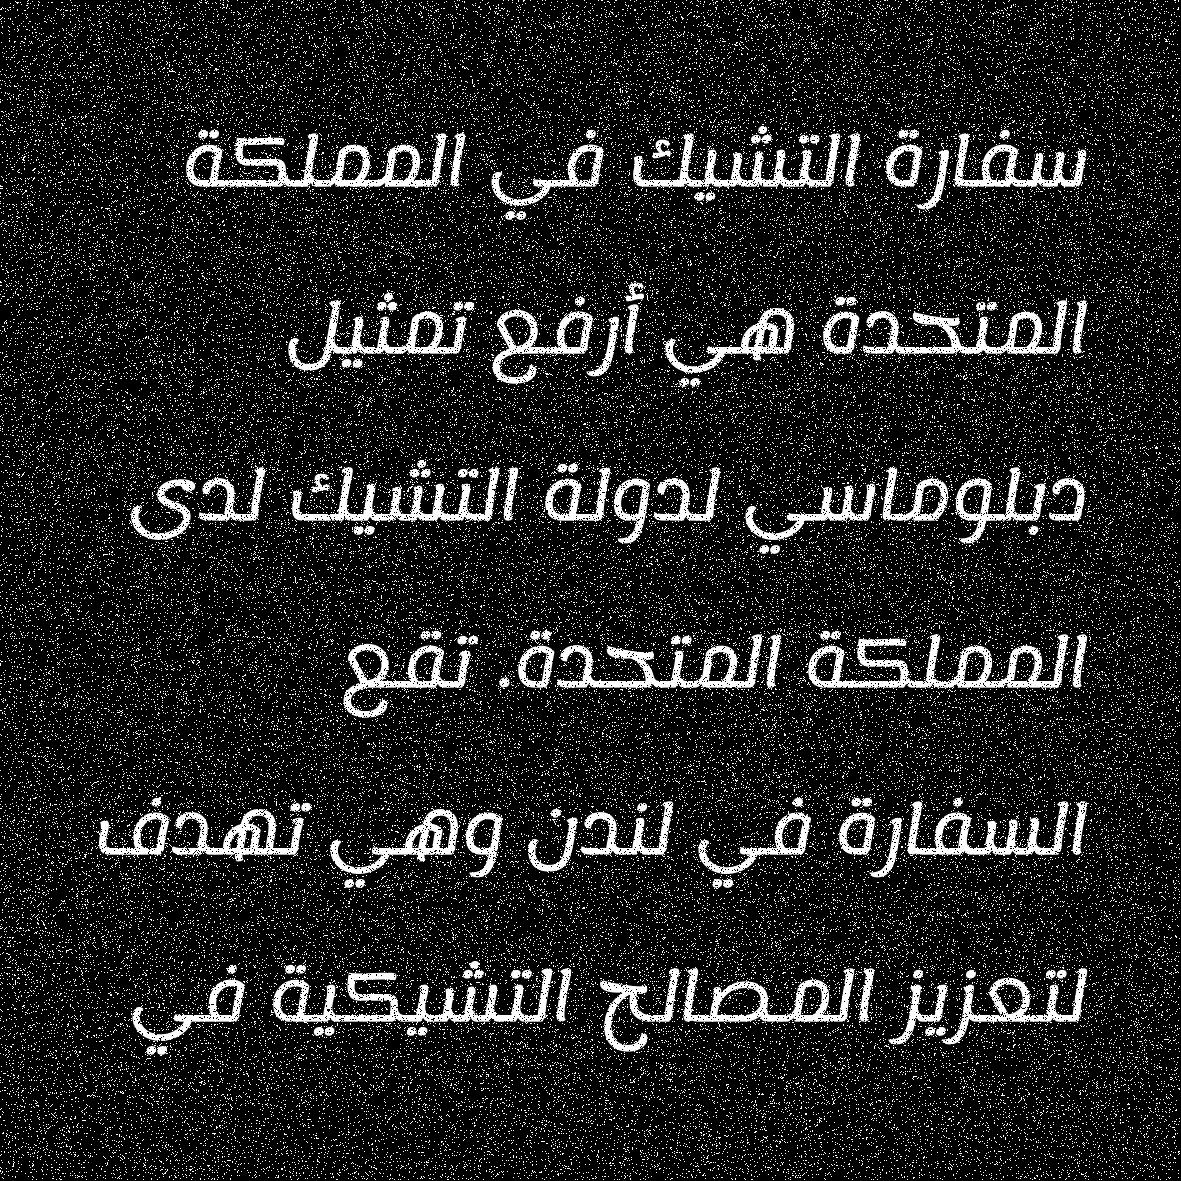 سفارة التشيك في المملكة
المتحدة هي أرفع تمثيل
دبلوماسي لدولة التشيك لدى
المملكة المتحدة. تقع
السفارة في لندن وهي تهدف
لتعزيز المصالح التشيكية في